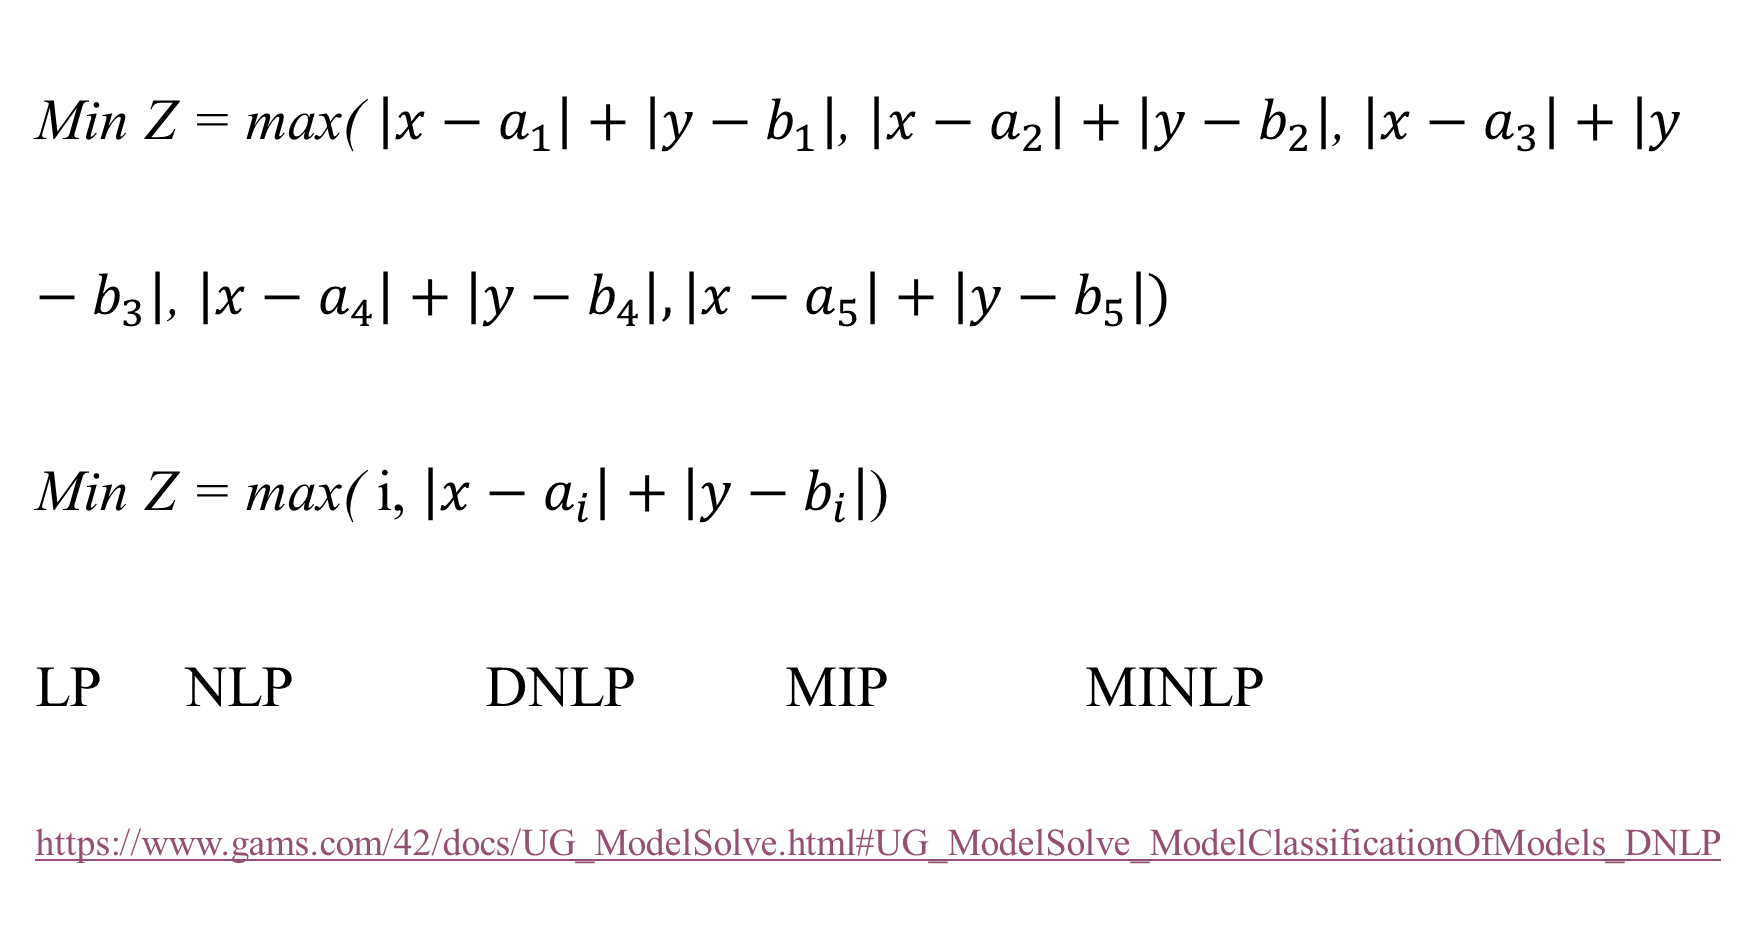 Min Z = max( |x − a₁| + |y − b₁|, |x − a₂| + |y − b₂|, |x − a₃| + |y
− b₃|, |x − a₄| + |y − b₄|, |x − a₅| + |y − b₅|)
Min Z = max( i, |x − aᵢ| + |y − bᵢ|)
LP NLP DNLP MIP MINLP
https://www.gams.com/42/docs/UG_ModelSolve.html#UG_ModelSolve_ModelClassificationOfModels_DNLP